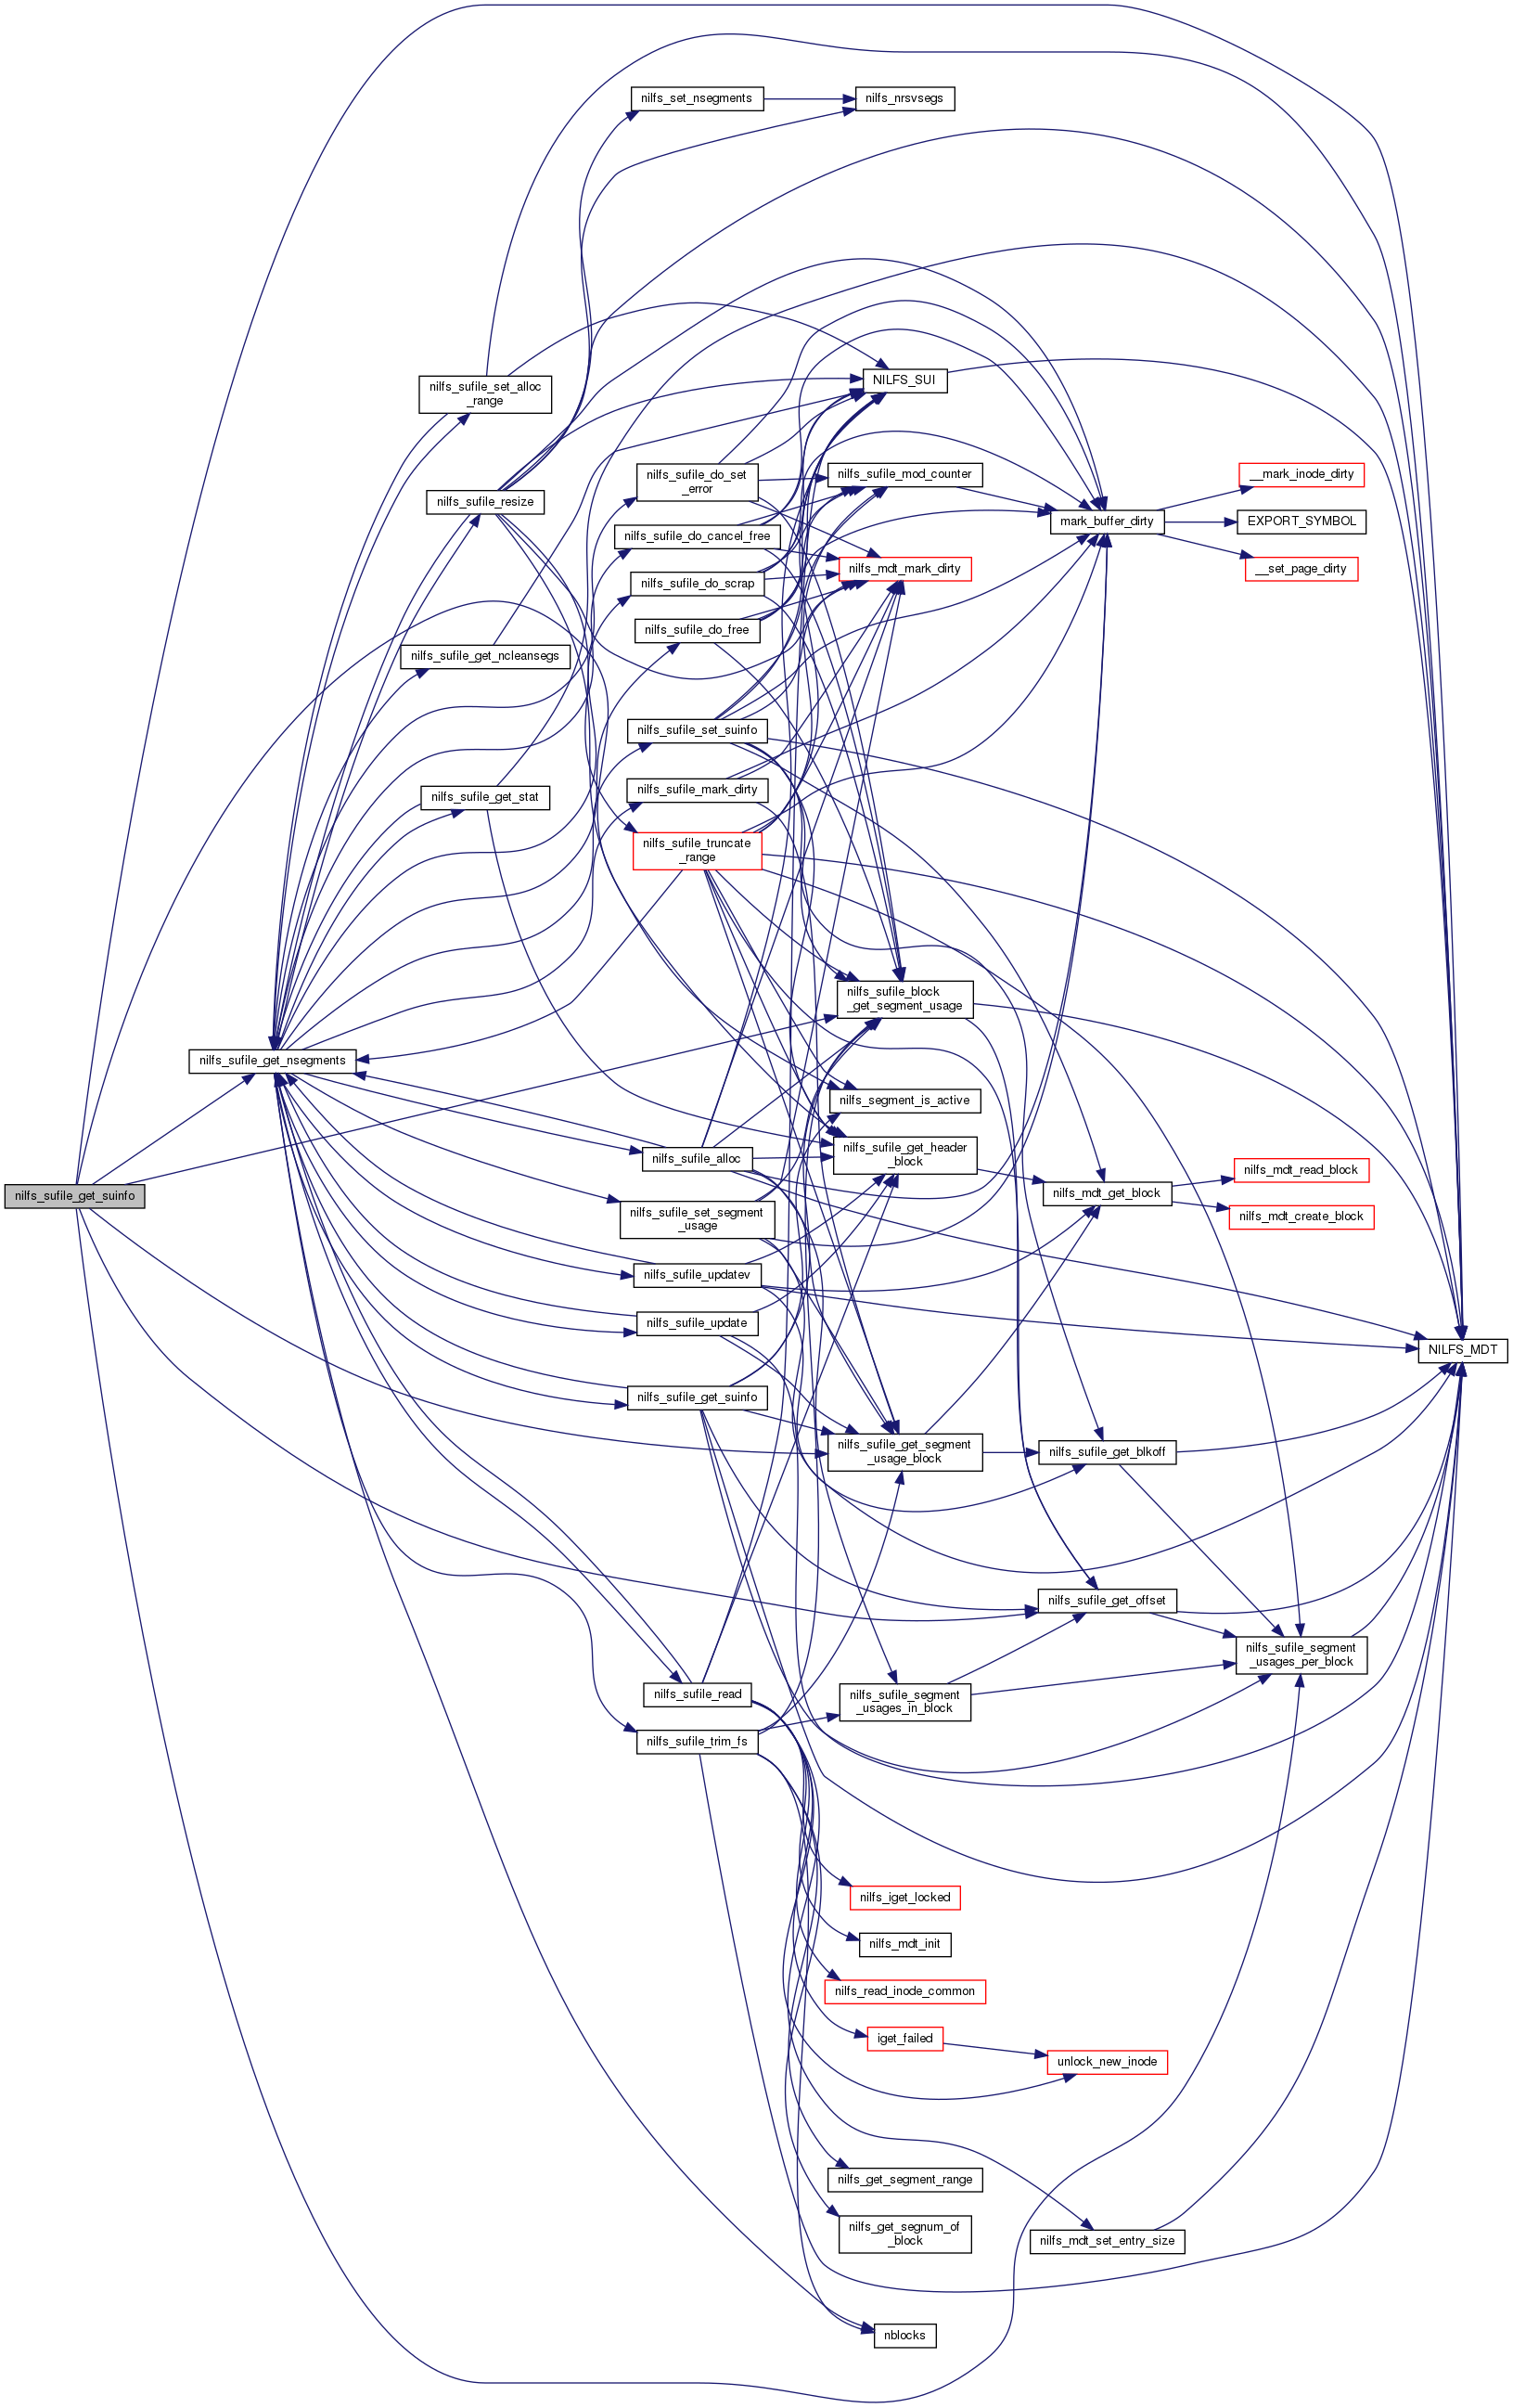 nilfs_set_nsegments
nilfs_nrsvsegs
nilfs_sufile_set_alloc
_range
NILFS_SUI
nilfs_sufile_resize
nilfs_sufile_do_set
_error
nilfs_sufile_mod_counter
__mark_inode_dirty
mark_buffer_dirty
EXPORT_SYMBOL
nilfs_sufile_do_cancel_free
nilfs_mdt_mark_dirty
__set_page_dirty
nilfs_sufile_do_scrap
nilfs_sufile_do_free
nilfs_sufile_get_ncleansegs
nilfs_sufile_set_suinfo
nilfs_sufile_mark_dirty
nilfs_sufile_get_stat
nilfs_sufile_truncate
_range
nilfs_sufile_block
_get_segment_usage
nilfs_sufile_get_nsegments
nilfs_segment_is_active
nilfs_sufile_alloc
nilfs_sufile_get_header
_block
nilfs_mdt_read_block
nilfs_sufile_get_suinfo
nilfs_mdt_get_block
nilfs_mdt_create_block
nilfs_sufile_set_segment
_usage
nilfs_sufile_updatev
nilfs_sufile_update
NILFS_MDT
nilfs_sufile_get_suinfo
nilfs_sufile_get_segment
_usage_block
nilfs_sufile_get_blkoff
nilfs_sufile_get_offset
nilfs_sufile_segment
_usages_per_block
nilfs_sufile_read
nilfs_sufile_segment
_usages_in_block
nilfs_sufile_trim_fs
nilfs_iget_locked
nilfs_mdt_init
nilfs_read_inode_common
iget_failed
unlock_new_inode
nilfs_get_segment_range
nilfs_get_segnum_of
_block
nilfs_mdt_set_entry_size
nblocks